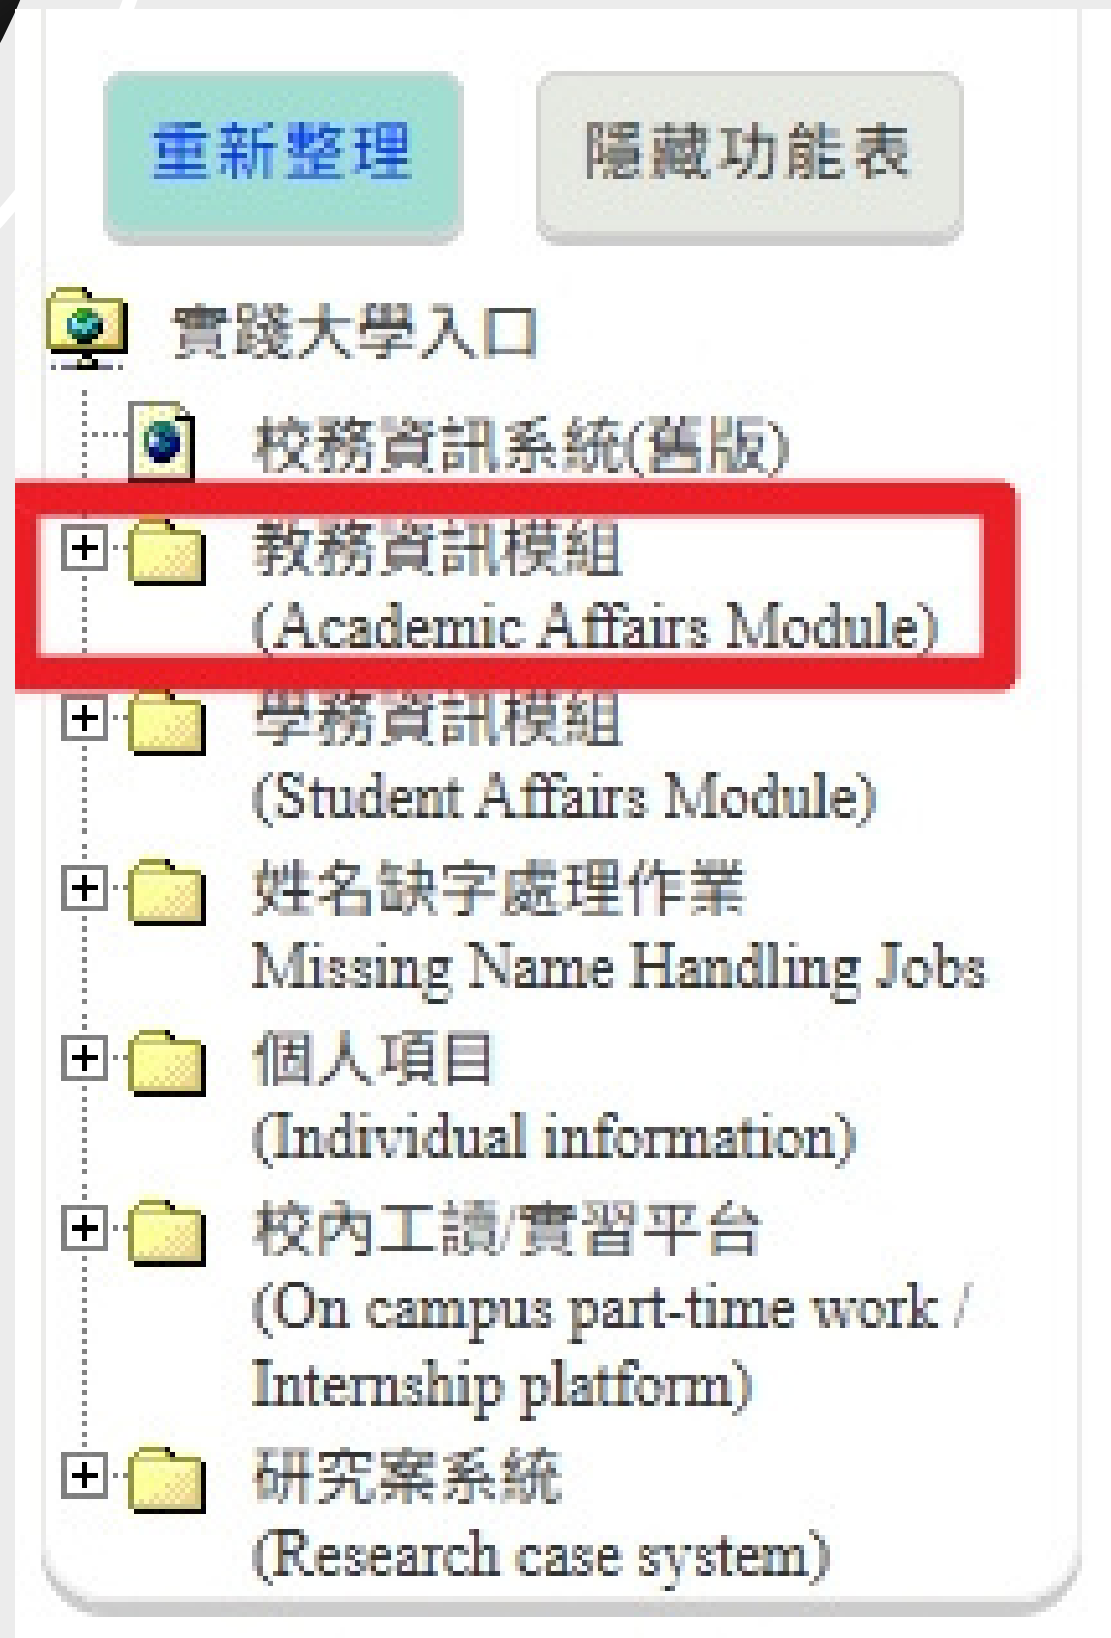 重新整理
隱藏功能表
實踐大學入口
校務資訊系統(舊版)
教務資訊模組
(Academic Affairs Module)
學務資訊模組
(Student Affairs Module)
姓名缺字處理作業
Missing Name Handling Jobs
個人項目
(Individual information)
校內工讀/實習平台
(On campus part-time work /
Internship platform)
研究案系統
(Research case system)